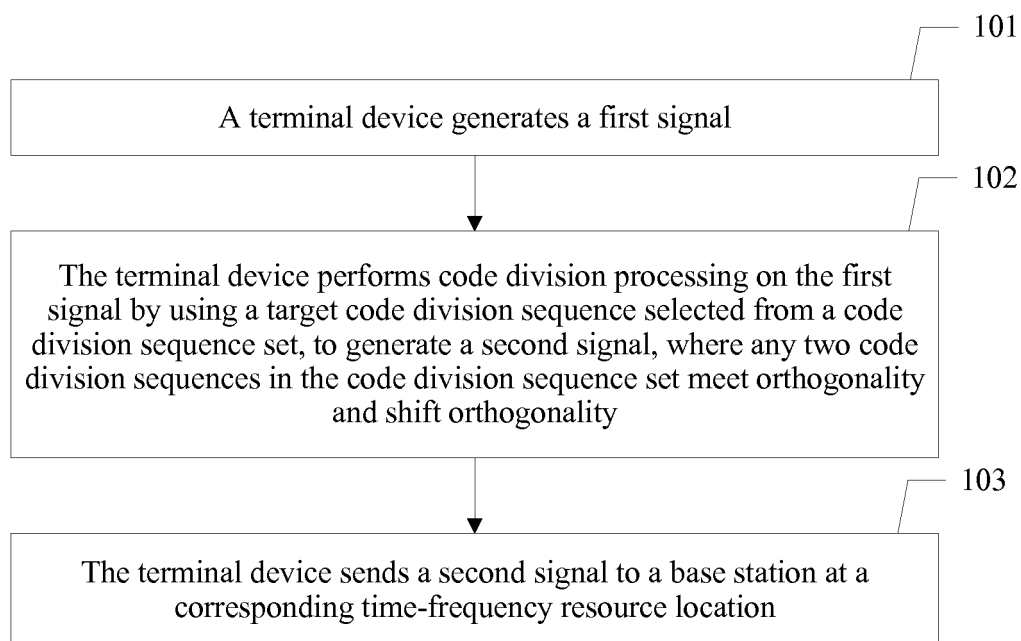 101
A terminal device generates a first signal
102
The terminal device performs code division processing on the first
signal by using a target code division sequence selected from a code
division sequence set, to generate a second signal, where any two code
division sequences in the code division sequence set meet orthogonality
and shift orthogonality
103
The terminal device sends a second signal to a base station at a
corresponding time-frequency resource location